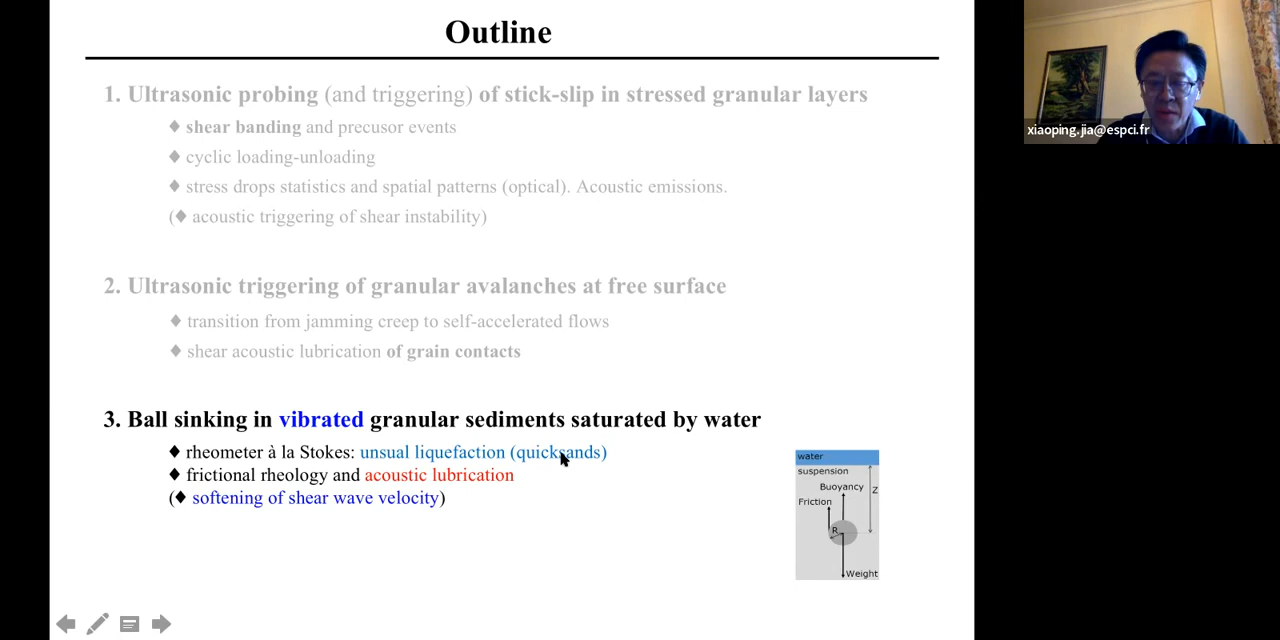 Outline
1. Ultrasonic probing (and triggering) of stick-slip in stressed granular layers
♦ shear banding and precusor events
♦ cyclic loading-unloading
♦ stress drops statistics and spatial patterns (optical). Acoustic emissions.
(♦ acoustic triggering of shear instability)
2. Ultrasonic triggering of granular avalanches at free surface
♦ transition from jamming creep to self-accelerated flows
♦ shear acoustic lubrication of grain contacts
3. Ball sinking in vibrated granular sediments saturated by water
♦ rheometer à la Stokes: unsual liquefaction (quicksands)
♦ frictional rheology and acoustic lubrication
(♦ softening of shear wave velocity)
water
suspension
Buoyancy
Z
Friction
R
Weight
xiaoping.jia@espci.fr